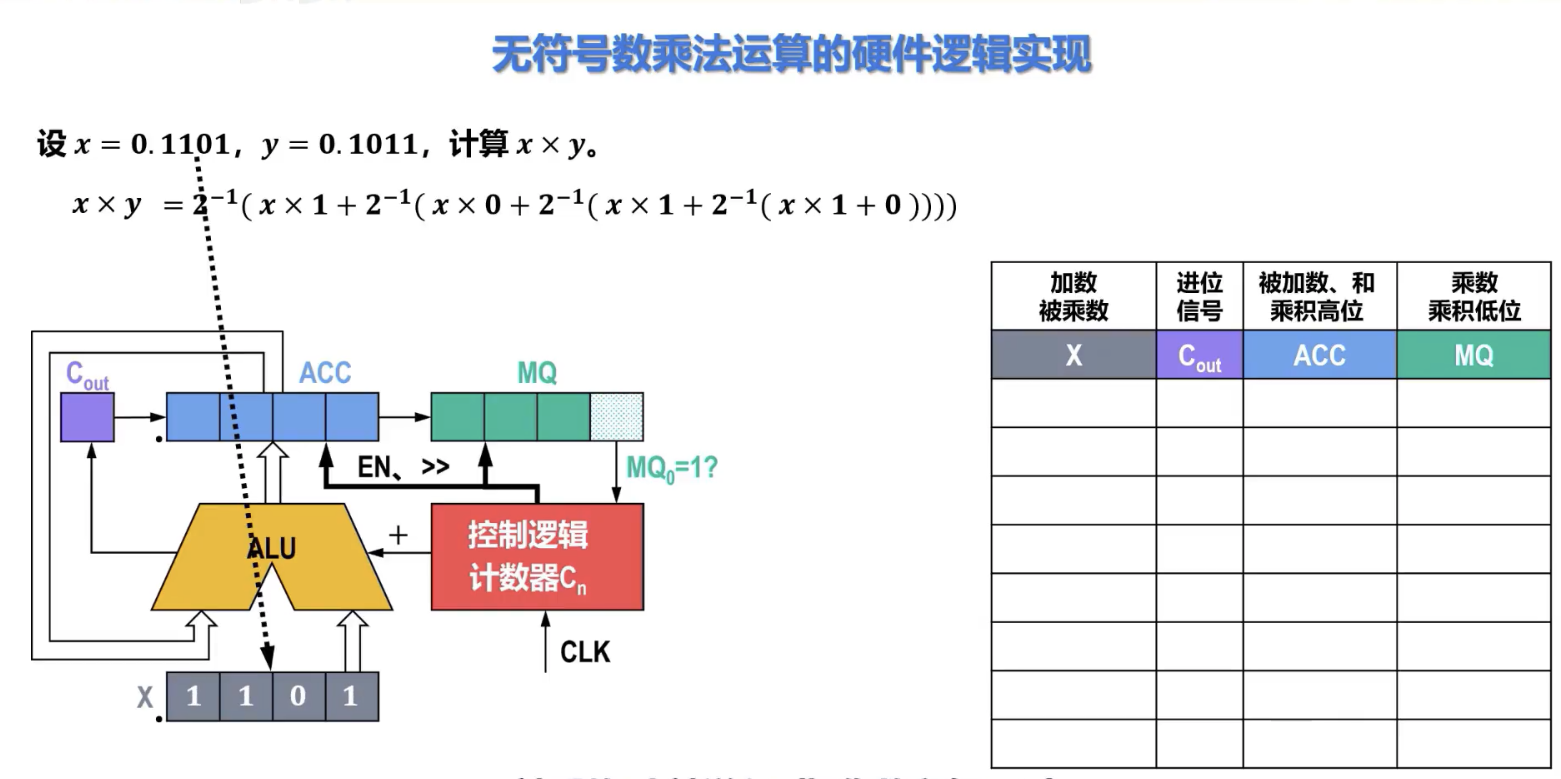 无符号数乘法运算的硬件逻辑实现
设 x = 0.1101，y = 0.1011，计算 x × y。
x × y = 2⁻¹( x × 1 + 2⁻¹( x × 0 + 2⁻¹( x × 1 + 2⁻¹( x × 1 + 0 ))))
加数
被乘数
进位
信号
被加数、和
乘积高位
乘数
乘积低位
X
Cout
ACC
MQ
Cout
ACC
MQ
EN、>>
MQ0=1?
ALU
+
控制逻辑
计数器Cn
CLK
X
1 1 0 1